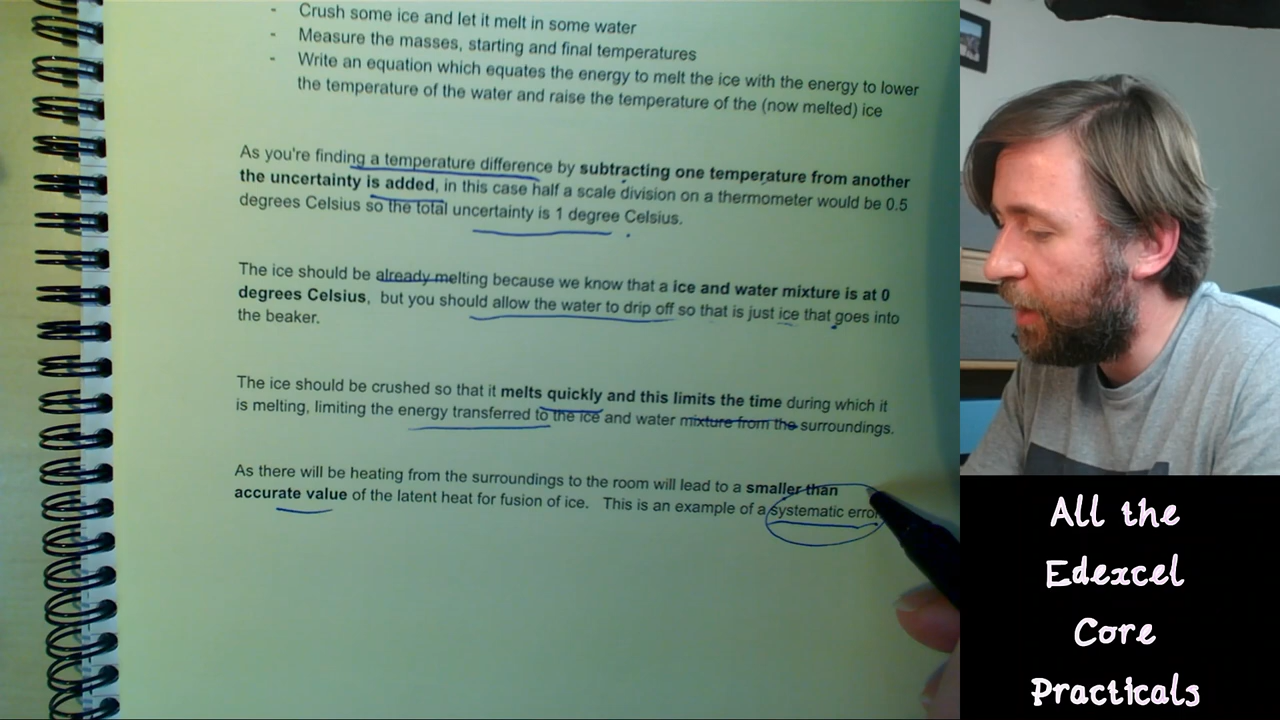 - Crush some ice and let it melt in some water
- Measure the masses, starting and final temperatures
- Write an equation which equates the energy to melt the ice with the energy to lower
the temperature of the water and raise the temperature of the (now melted) ice
As you're finding a temperature difference by subtracting one temperature from another
the uncertainty is added, in this case half a scale division on a thermometer would be 0.5
degrees Celsius so the total uncertainty is 1 degree Celsius.
The ice should be already melting because we know that a ice and water mixture is at 0
degrees Celsius, but you should allow the water to drip off so that is just ice that goes into
the beaker.
The ice should be crushed so that it melts quickly and this limits the time during which it
is melting, limiting the energy transferred to the ice and water mixture from the surroundings.
As there will be heating from the surroundings to the room will lead to a smaller than
accurate value of the latent heat for fusion of ice. This is an example of a systematic error
All the
Edexcel
Core
Practicals